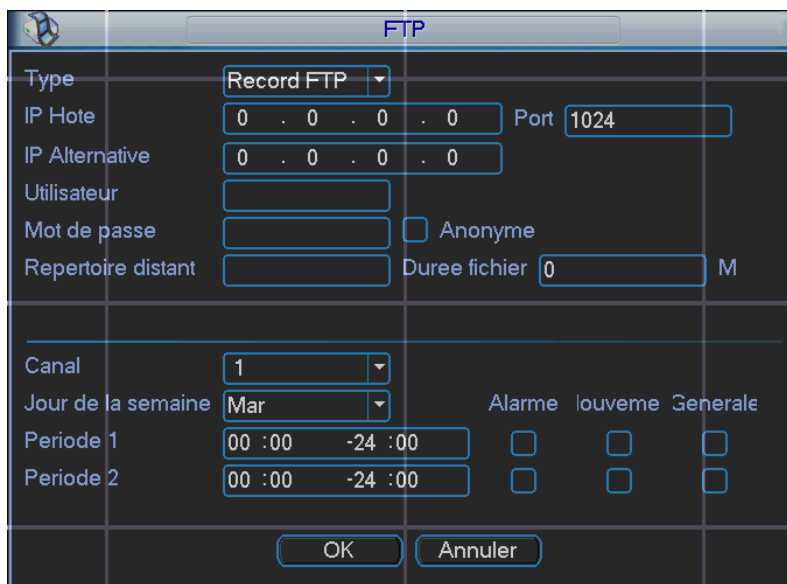 FTP
Type Record FTP
IP Hote 0 . 0 . 0 . 0 Port 1024
IP Alternative 0 . 0 . 0 . 0
Utilisateur
Mot de passe Anonyme
Repertoire distant Duree fichier 0 M
Canal 1
Jour de la semaine Mar Alarme louveme Generale
Periode 1 00 :00 -24 :00
Periode 2 00 :00 -24 :00
OK Annuler